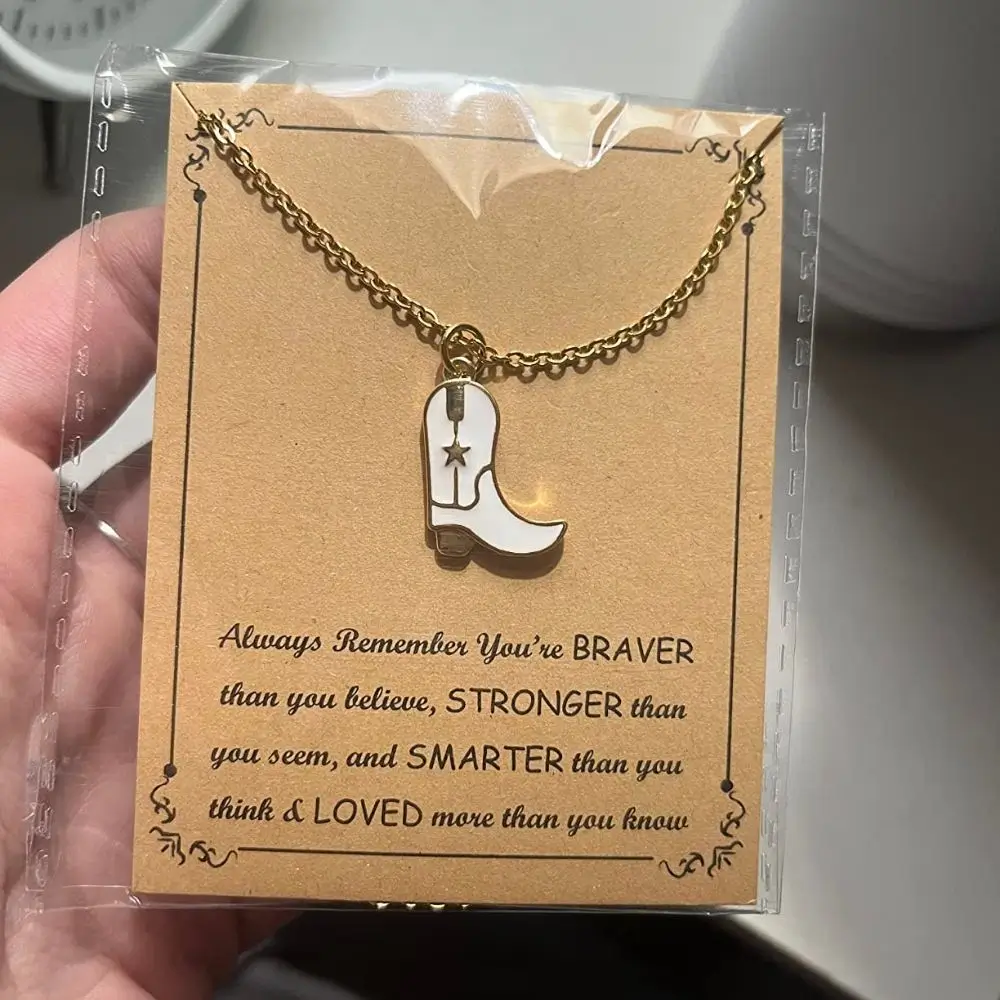 Always Remember You're BRAVER
than you believe, STRONGER than
you seem, and SMARTER than you
think & LOVED more than you know